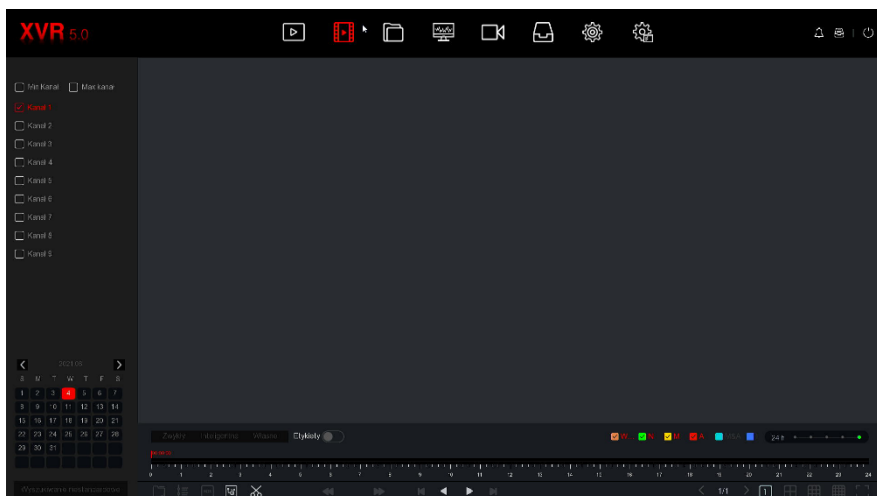 XVR 5.0
Min Kanał Max kanał
Kanał 1
Kanał 2
Kanał 3
Kanał 4
Kanał 5
Kanał 6
Kanał 7
Kanał 8
Kanał 9
S M T W T F S
1 2 3 4 5 6 7
8 9 10 11 12 13 14
15 16 17 18 19 20 21
22 23 24 25 26 27 28
29 30 31
Zwykły Własne Etykiety W N M A 24
0 1 2 3 4 5 6 7 8 9 10 11 12 13 14 15 16 17 18 19 20 21 22 23 24
1/1 1